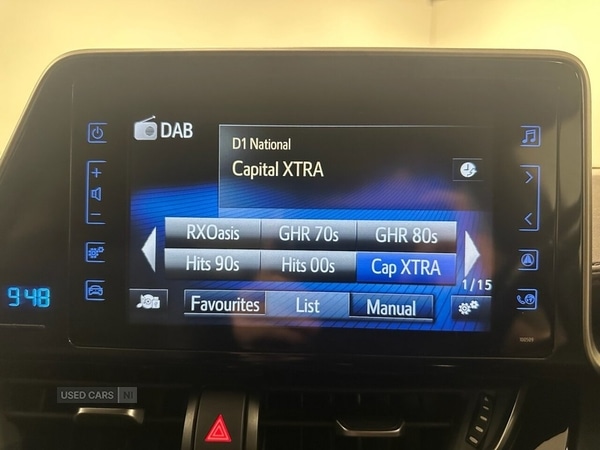 DAB
D1 National
Capital XTRA
RXOasis GHR 70s GHR 80s
Hits 90s Hits 00s Cap XTRA
1/15
Favourites List Manual
9:48
USED CARS NI